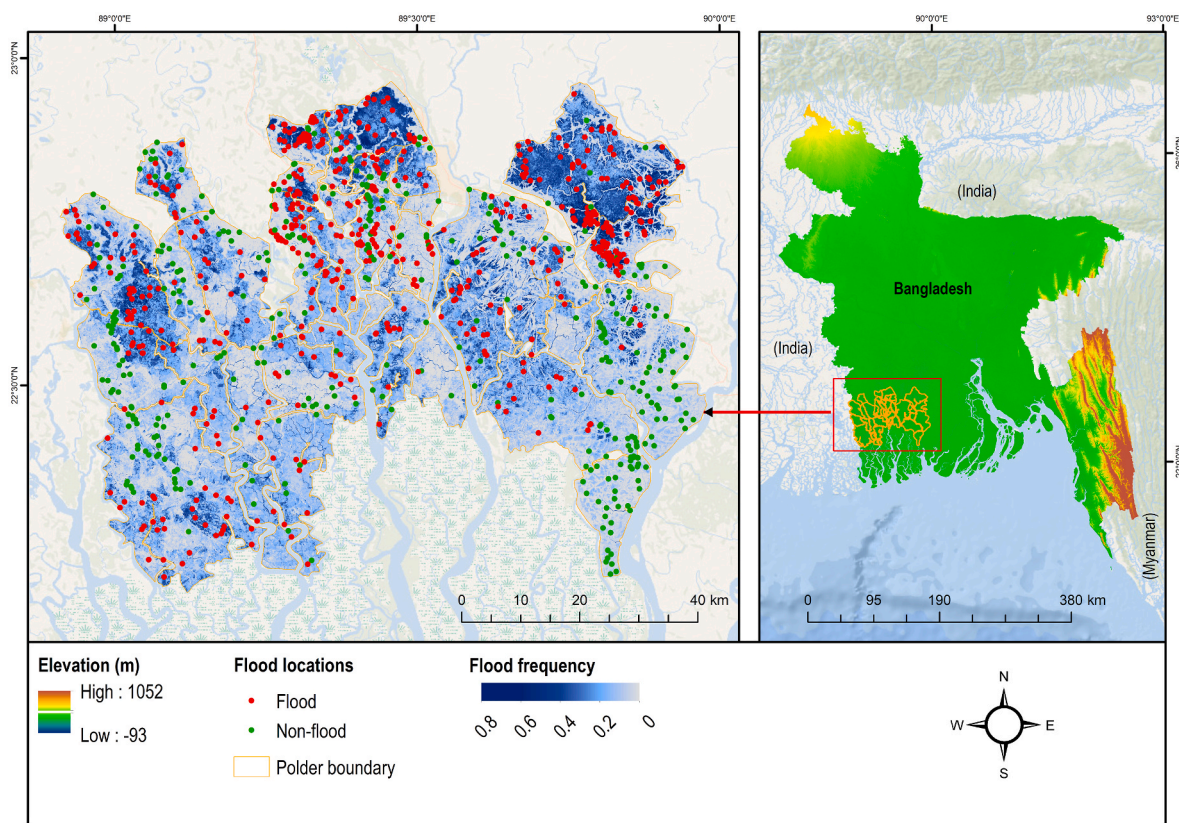 89°0'0"E
89°30'0"E
90°0'0"E
90°0'0"E
93°0'0"E
23°0'0"N
22°30'0"N
(India)
Bangladesh
(India)
(Myanmar)
0 10 20 40 km
0 95 190 380 km
Elevation (m)
High : 1052
Low : -93
Flood locations
Flood
Non-flood
Polder boundary
Flood frequency
0.8 0.6 0.4 0.2 0
N
W E
S